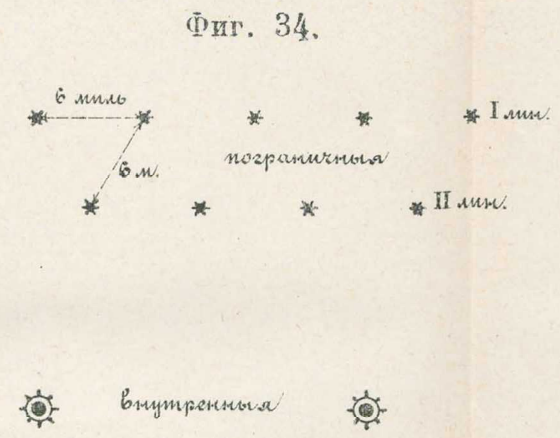 Фиг. 34.
6 миль
I лин.
6 м.
пограничныя
II лин.
внутренныя